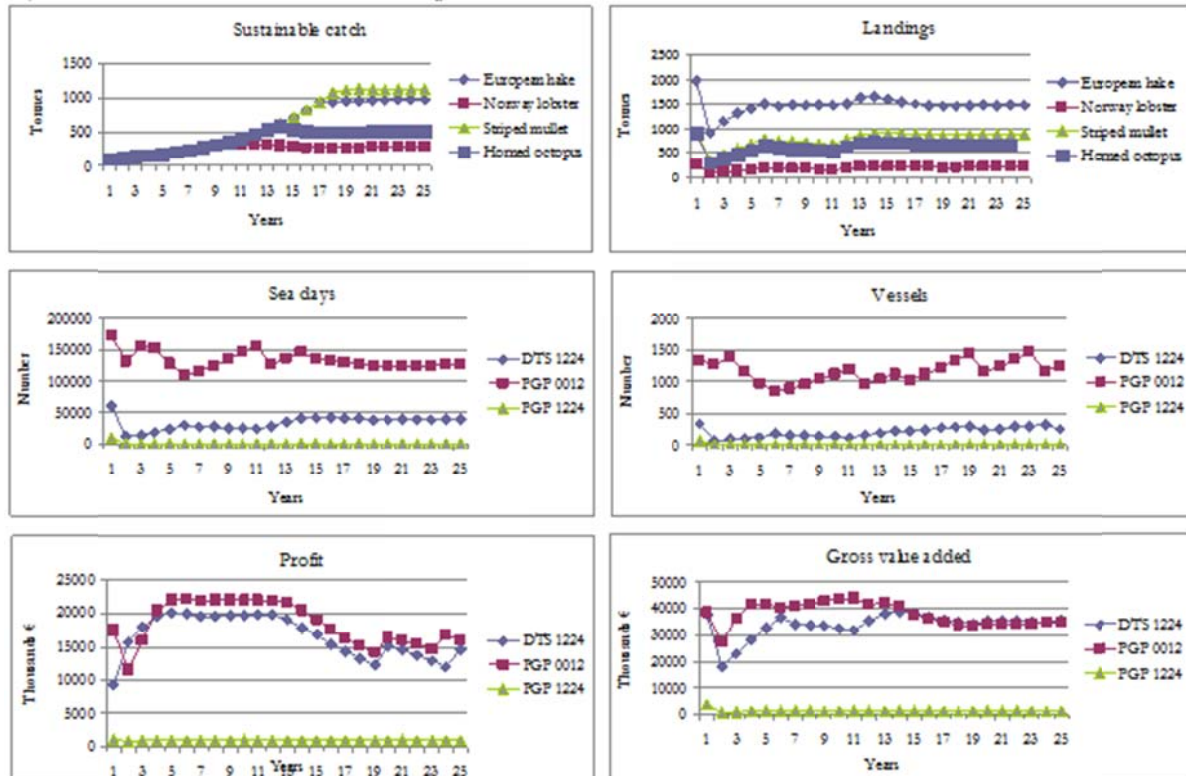 Sustainable catch
1500
1000
500
0
Tonnes
1 3 5 7 9 11 13 15 17 19 21 23 25
Years
European hake
Norway lobster
Striped mullet
Horned octopus
Landings
2500
2000
1500
1000
500
0
Tonnes
1 3 5 7 9 11 13 15 17 19 21 23 25
Years
European hake
Norway lobster
Striped mullet
Horned octopus
Sea days
200000
150000
100000
50000
0
Number
1 3 5 7 9 11 13 15 17 19 21 23 25
Years
DTS 1224
PGP 0012
PGP 1224
Vessels
2000
1500
1000
500
0
Number
1 3 5 7 9 11 13 15 17 19 21 23 25
Years
DTS 1224
PGP 0012
PGP 1224
Profit
25000
20000
15000
10000
5000
0
Thousands €
1 3 5 7 9 11 13 15 17 19 21 23 25
Years
DTS 1224
PGP 0012
PGP 1224
Gross value added
50000
40000
30000
20000
10000
0
Thousands €
1 3 5 7 9 11 13 15 17 19 21 23 25
Years
DTS 1224
PGP 0012
PGP 1224